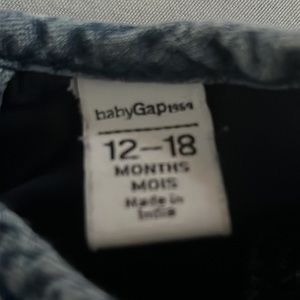 babyGap1969
12–18
MONTHS
MOIS
Made in
India